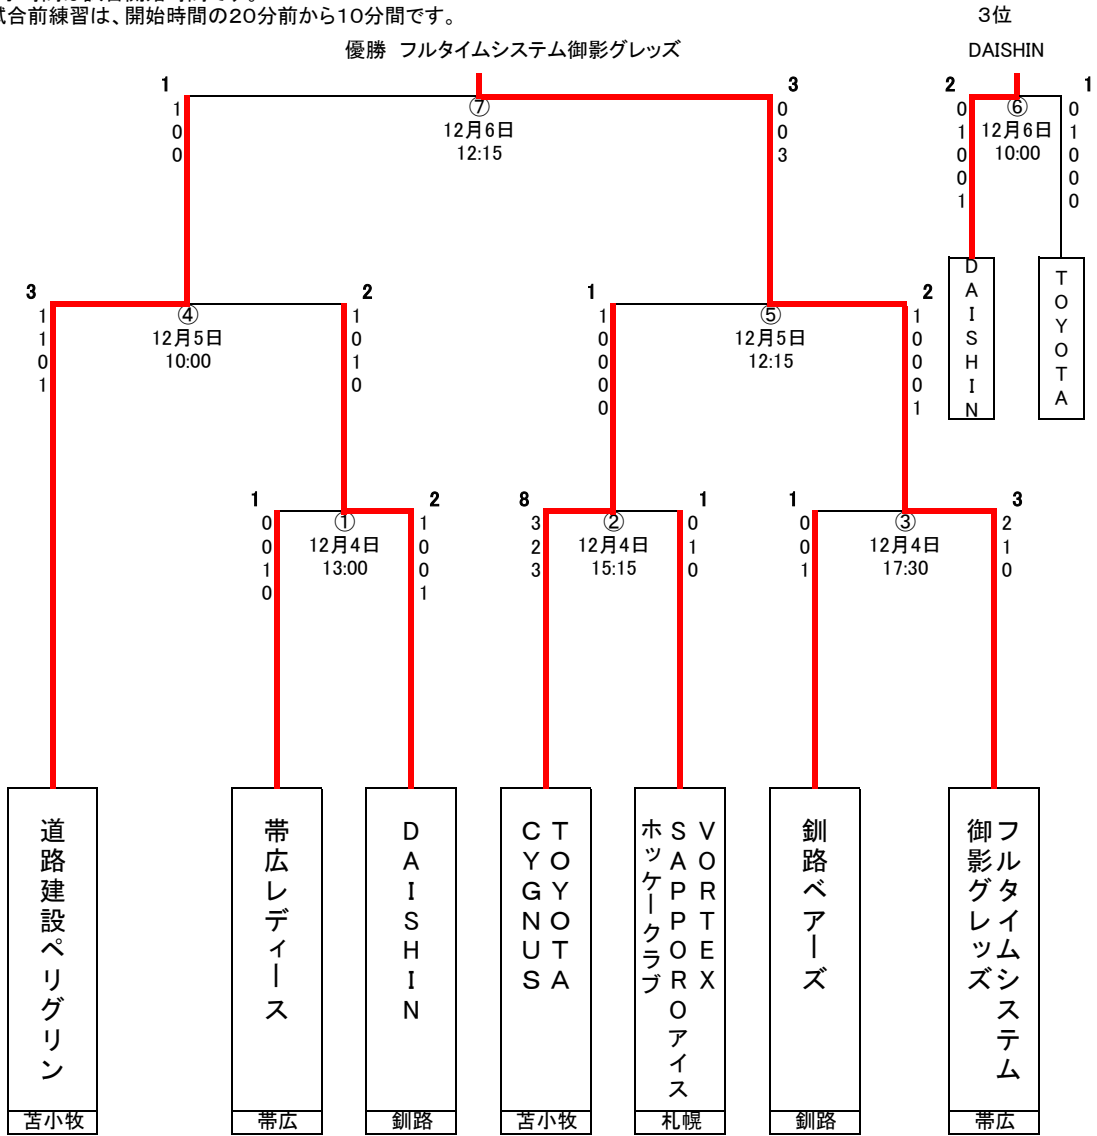 試合前練習は、開始時間の20分前から10分間です。
3位
優勝 フルタイムシステム御影グレッズ
DAISHIN
1
1
0
0
⑦
12月6日
12:15
3
0
0
3
2
0
1
0
0
1
⑥
12月6日
10:00
1
0
1
0
0
0
DAISHIN
TOYOTA
3
1
1
0
1
④
12月5日
10:00
2
1
0
1
0
1
1
0
0
0
0
⑤
12月5日
12:15
2
1
0
0
0
1
1
0
0
1
0
①
12月4日
13:00
2
1
0
0
1
8
3
2
3
②
12月4日
15:15
1
0
1
0
1
0
0
1
③
12月4日
17:30
3
2
1
0
道路建設ペリグリン
苫小牧
帯広レディース
帯広
DAISHIN
釧路
TOYOTA
CYGNUS
苫小牧
VORTEX
SAPPOROアイス
ホッケークラブ
札幌
釧路ベアーズ
釧路
フルタイムシステム
御影グレッズ
帯広